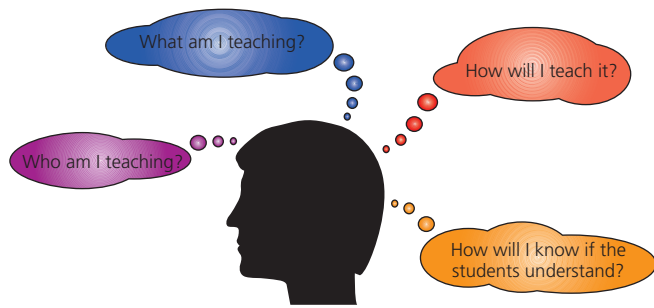 What am I teaching?
How will I teach it?
Who am I teaching?
How will I know if the
students understand?